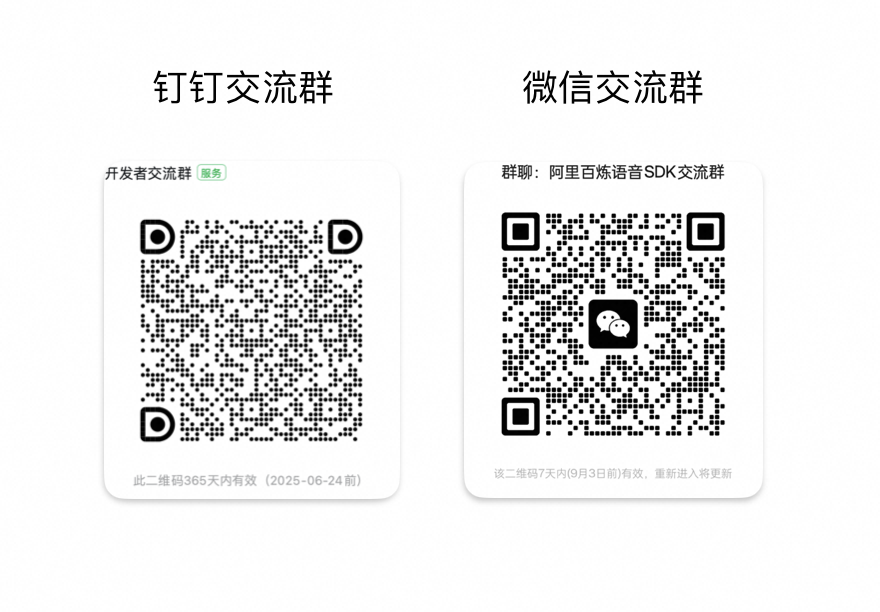 钉钉交流群
微信交流群
开发者交流群 服务
群聊：阿里百炼语音SDK交流群
此二维码365天内有效（2025-06-24前）
该二维码7天内(9月3日前)有效，重新进入将更新